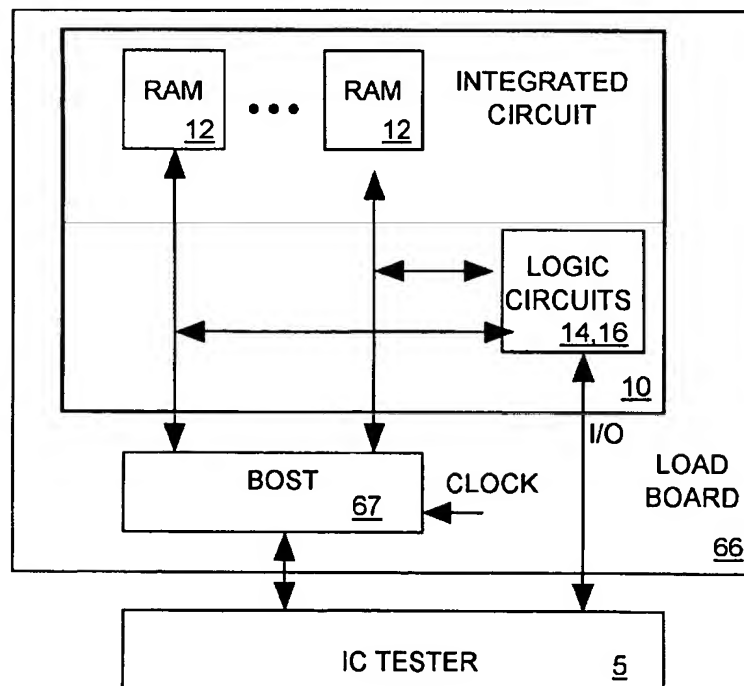 RAM
12
RAM
12
INTEGRATED
CIRCUIT
LOGIC
CIRCUITS
14,16
10
I/O
BOST
67
CLOCK
LOAD
BOARD
66
IC TESTER
5